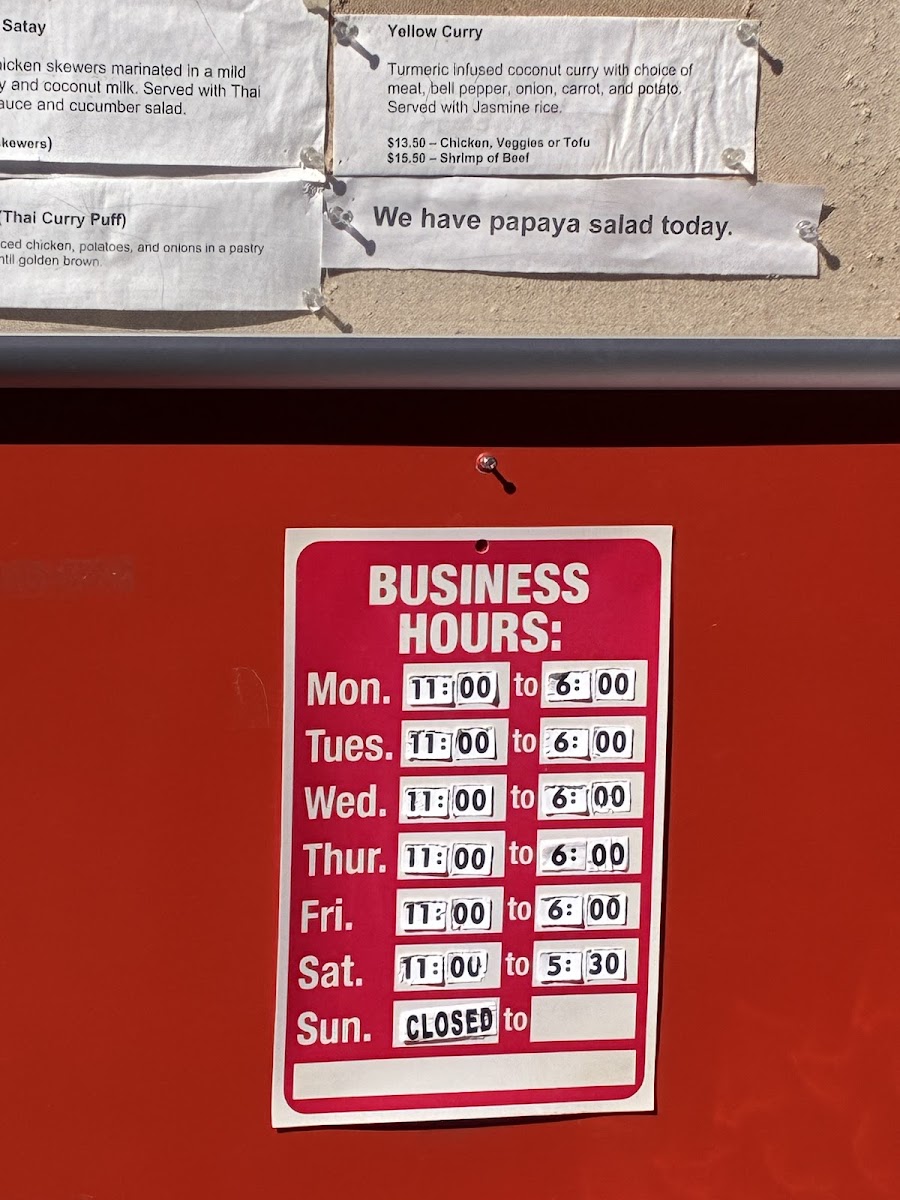 Satay
icken skewers marinated in a mild
y and coconut milk. Served with Thai
auce and cucumber salad.
kewers)
(Thai Curry Puff)
ced chicken, potatoes, and onions in a pastry
ntil golden brown.
Yellow Curry
Turmeric infused coconut curry with choice of
meat, bell pepper, onion, carrot, and potato.
Served with Jasmine rice.
$13.50 – Chicken, Veggies or Tofu
$15.50 – Shrimp of Beef
We have papaya salad today.
BUSINESS
HOURS:
Mon. 11:00 to 6:00
Tues. 11:00 to 6:00
Wed. 11:00 to 6:00
Thur. 11:00 to 6:00
Fri. 11:00 to 6:00
Sat. 11:00 to 5:30
Sun. CLOSED to